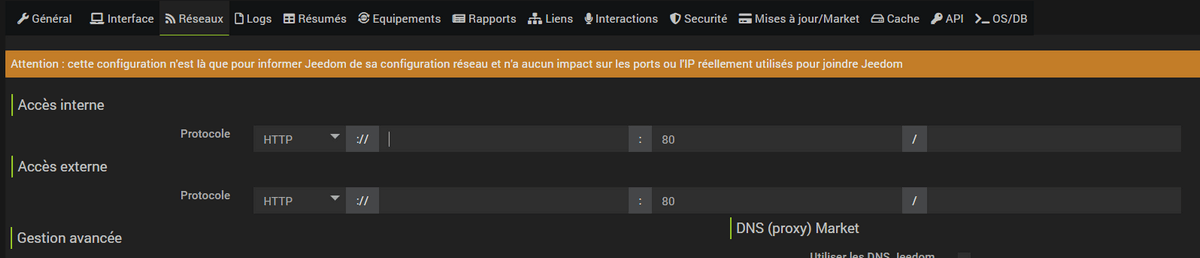 Général Interface Réseaux Logs Résumés Equipements Rapports Liens Interactions Securité Mises à jour/Market Cache API OS/DB
Attention : cette configuration n'est là que pour informer Jeedom de sa configuration réseau et n'a aucun impact sur les ports ou l'IP réellement utilisés pour joindre Jeedom
Accès interne
Protocole HTTP :// : 80 /
Accès externe
Protocole HTTP :// : 80 /
Gestion avancée
DNS (proxy) Market
Utiliser les DNS Jeedom